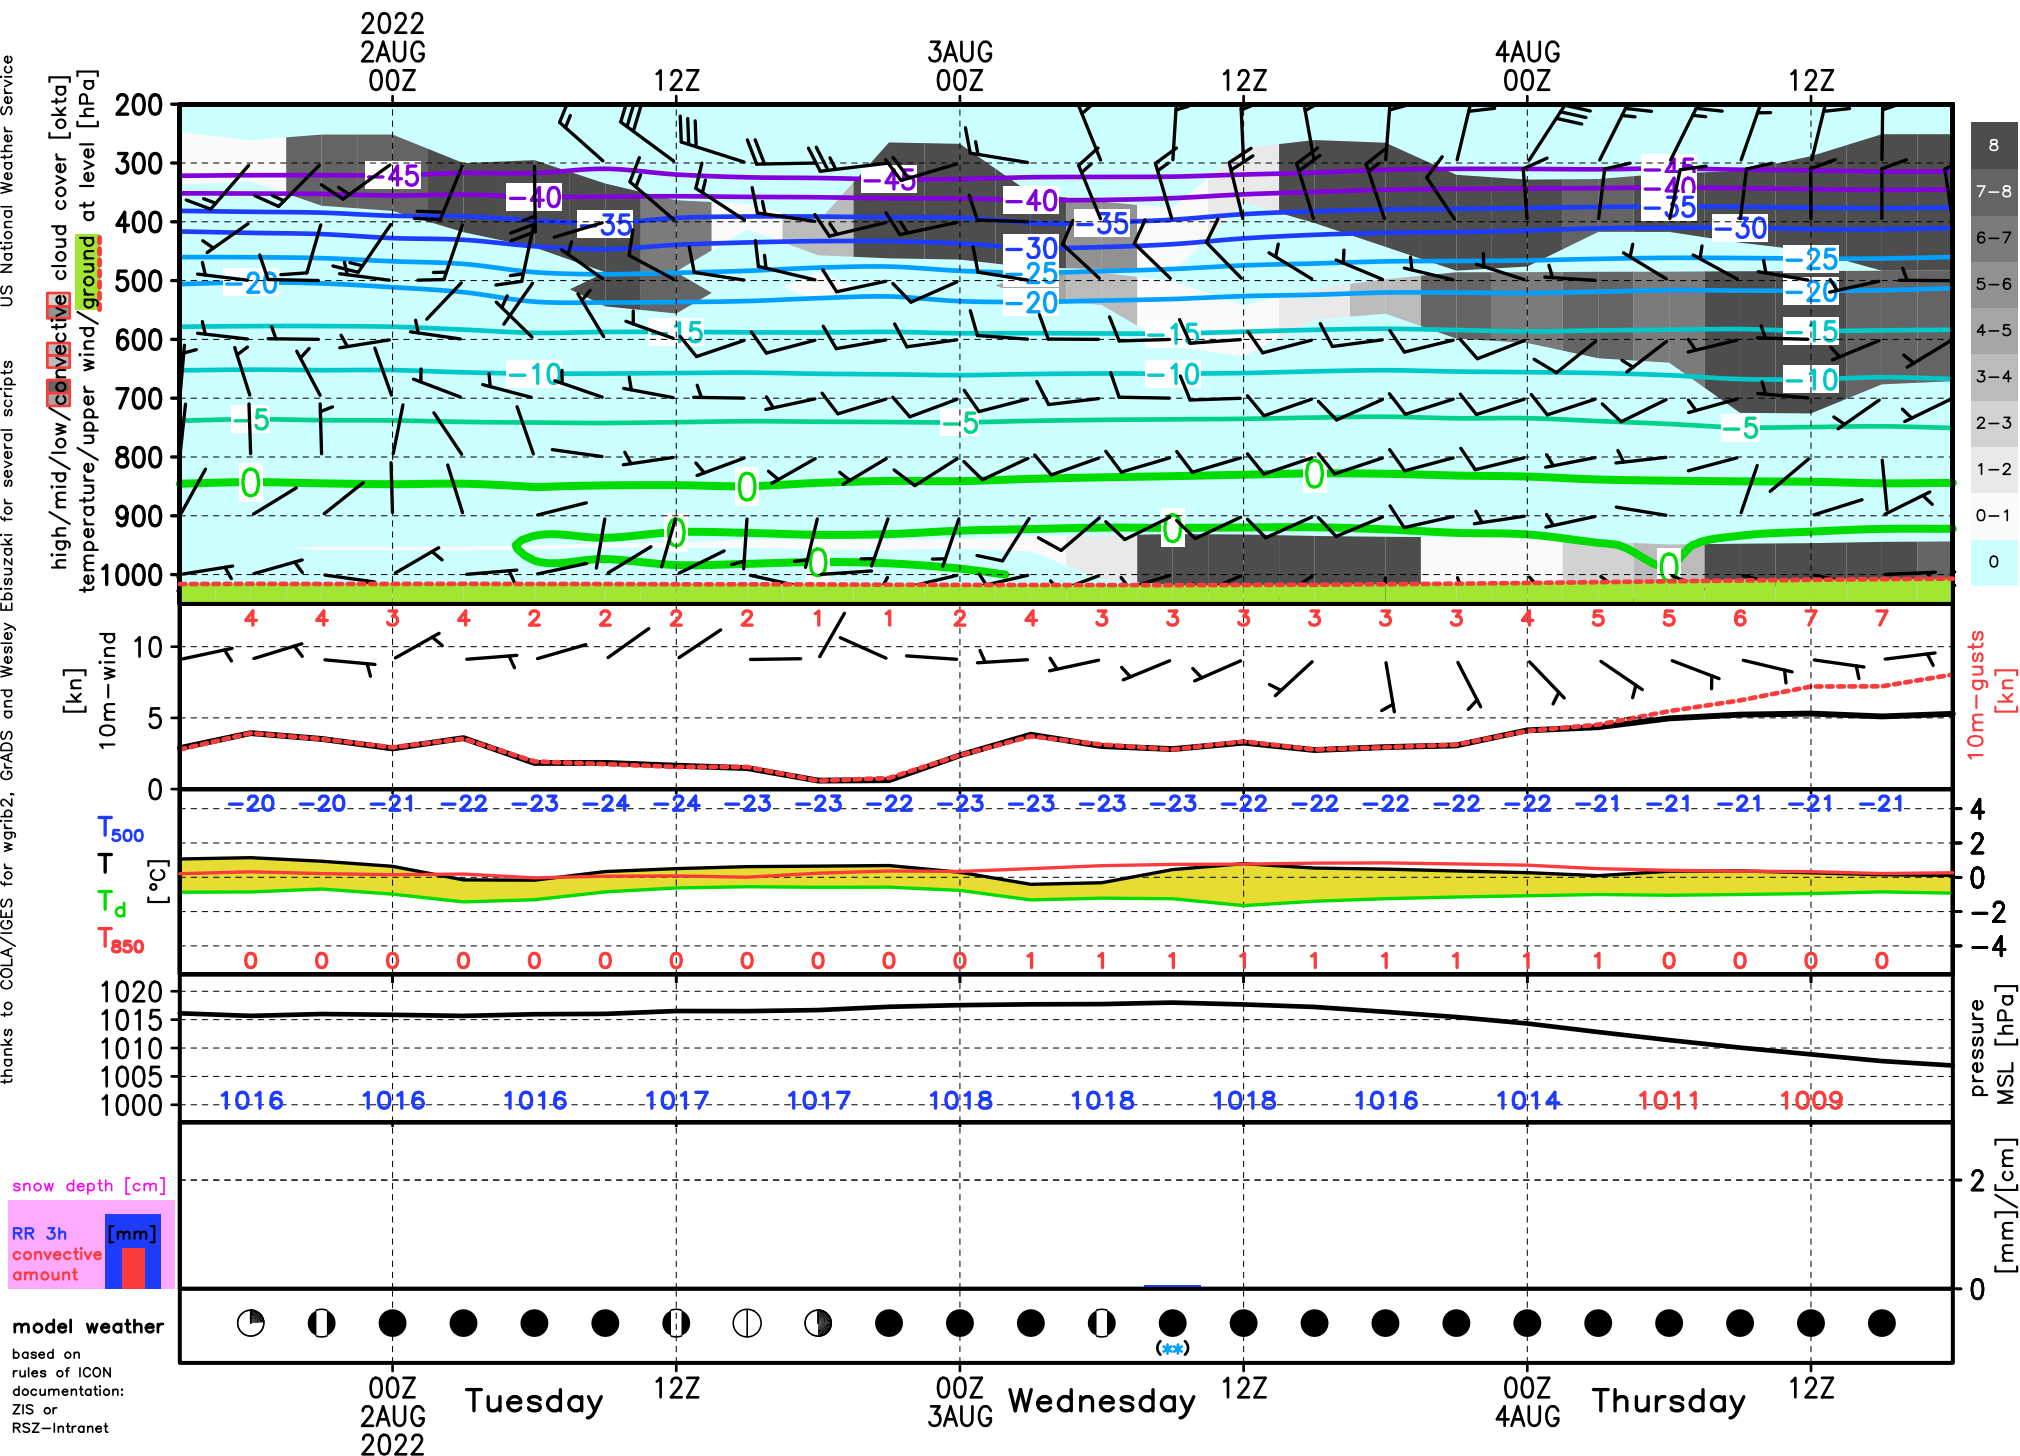 2022
2AUG 3AUG 4AUG
00Z 12Z 00Z 12Z 00Z 12Z
US National Weather Service
thanks to COLA/IGES for wgrib2, GrADS and Wesley Ebisuzaki for several scripts
high/mid/low/convective/convective cloud cover [okta]
temperature/upper wind/ground at level [hPa]
200
300
400
500
600
700
800
900
1000
-45 -45 -45
-40 -40 -40
-35 -35 -35
-30 -30
-25 -25
-20 -20 -20
-15 -15 -15
-10 -10 -10
-5 -5 -5
0 0 0
0 0 0 0
8
7-8
6-7
5-6
4-5
3-4
2-3
1-2
0-1
0
4 4 3 4 2 2 2 2 1 1 2 4 3 3 3 3 3 3 4 5 5 6 7 7
10
5
0
[kn]
10m-wind
10m-gusts
[kn]
-20 -20 -21 -22 -23 -24 -24 -23 -23 -22 -23 -23 -23 -23 -22 -22 -22 -22 -22 -21 -21 -21 -21 -21
T500
T
Td
T850
[°C]
4
2
0
-2
-4
0 0 0 0 0 0 0 0 0 0 0 1 1 1 1 1 1 1 1 1 0 0 0 0
1020
1015
1010
1005
1000
1016 1016 1016 1017 1017 1018 1018 1018 1016 1014 1011 1009
pressure
MSL [hPa]
2
0
[mm]/[cm]
snow depth [cm]
RR 3h [mm]
convective
amount
model weather
based on
rules of ICON
documentation:
ZIS or
RSZ-Intranet
(**)
00Z 12Z 00Z 12Z 00Z 12Z
Tuesday Wednesday Thursday
2AUG 3AUG 4AUG
2022